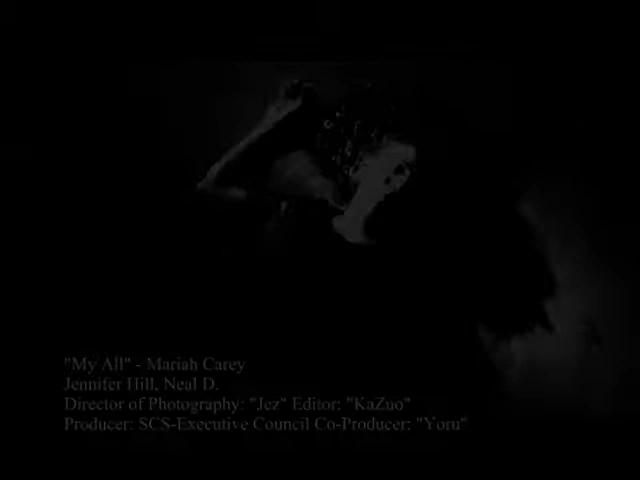 "My All" - Mariah Carey
Jennifer Hill, Neal D.
Director of Photography: "Jez" Editor: "KaZuo"
Producer: SCS-Executive Council Co-Producer: "Yoru"